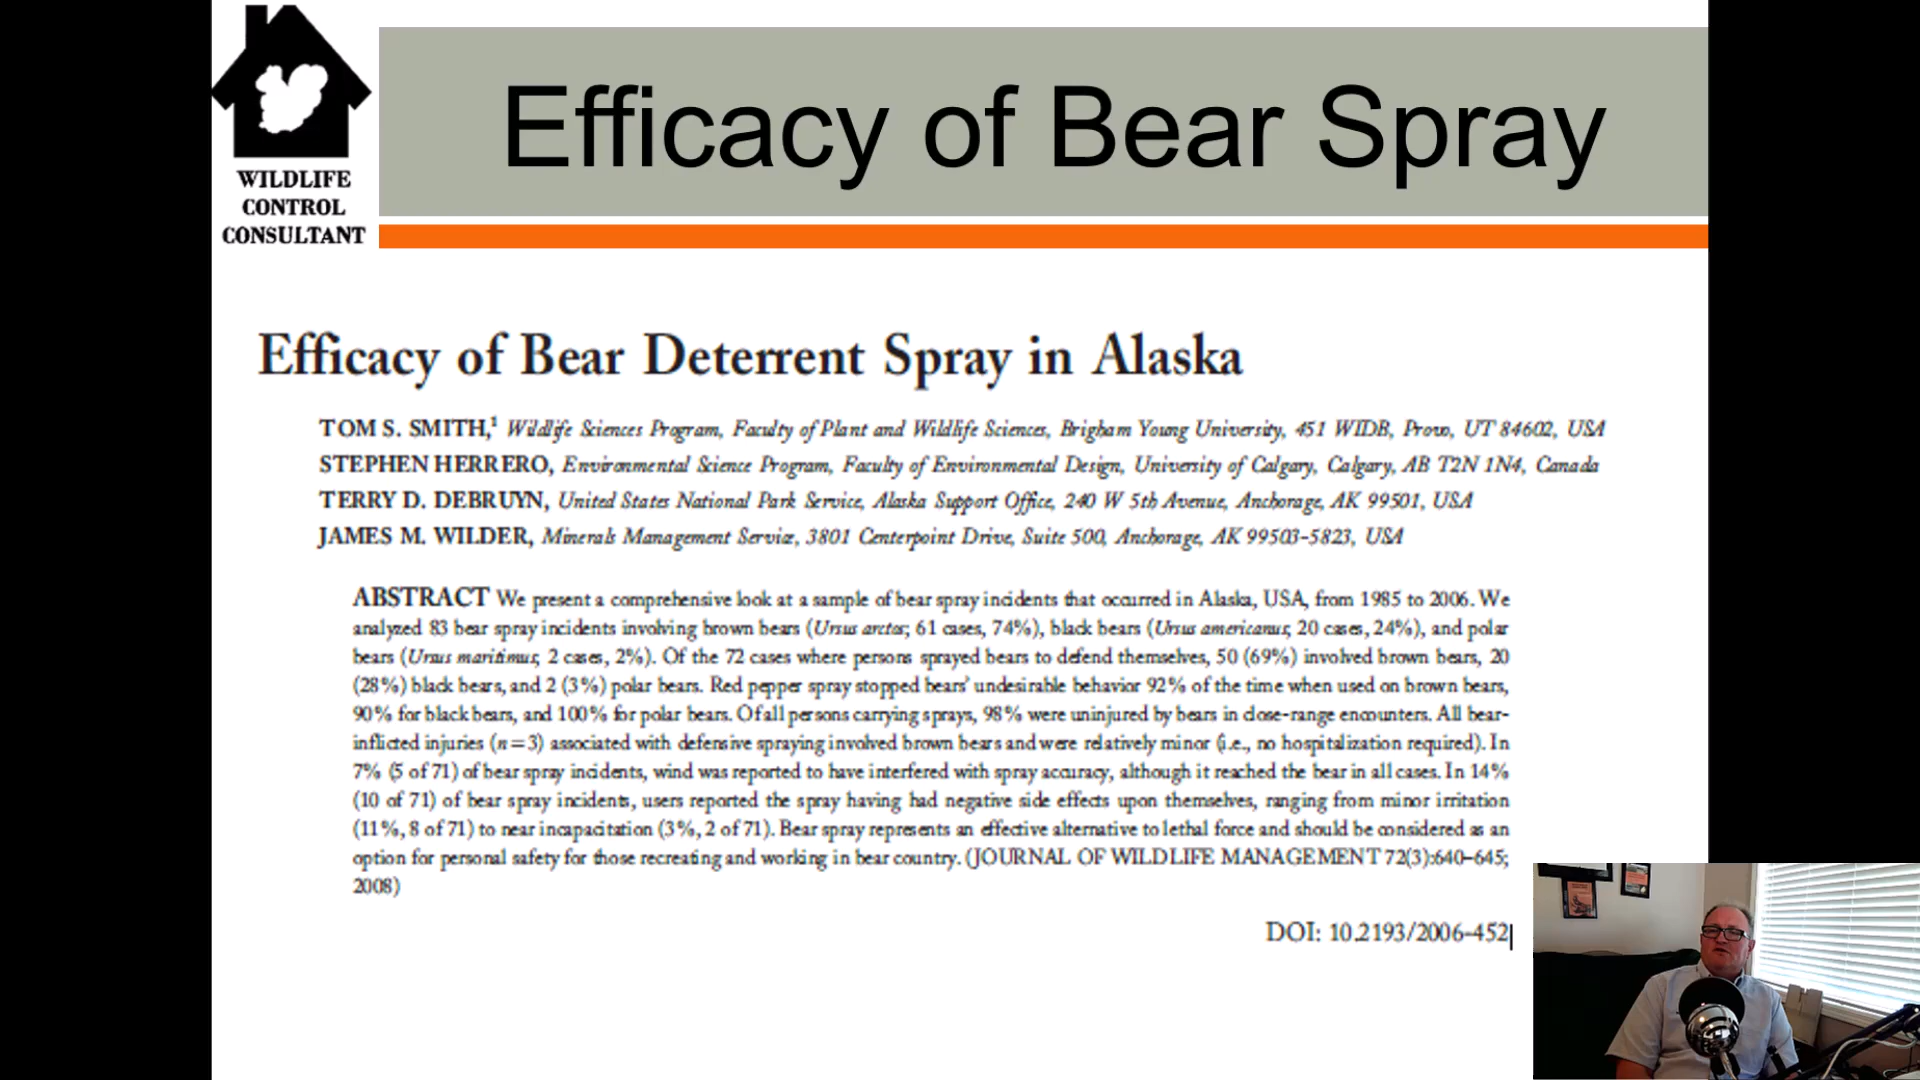 WILDLIFE
CONTROL
CONSULTANT
Efficacy of Bear Spray
Efficacy of Bear Deterrent Spray in Alaska
TOM S. SMITH,¹ Wildlife Sciences Program, Faculty of Plant and Wildlife Sciences, Brigham Young University, 451 WIDB, Provo, UT 84602, USA
STEPHEN HERRERO, Environmental Science Program, Faculty of Environmental Design, University of Calgary, Calgary, AB T2N 1N4, Canada
TERRY D. DEBRUYN, United States National Park Service, Alaska Support Office, 240 W 5th Avenue, Anchorage, AK 99501, USA
JAMES M. WILDER, Minerals Management Service, 3801 Centerpoint Drive, Suite 500, Anchorage, AK 99503-5823, USA
ABSTRACT We present a comprehensive look at a sample of bear spray incidents that occurred in Alaska, USA, from 1985 to 2006. We
analyzed 83 bear spray incidents involving brown bears (Ursus arctos; 61 cases, 74%), black bears (Ursus americanus; 20 cases, 24%), and polar
bears (Ursus maritimus; 2 cases, 2%). Of the 72 cases where persons sprayed bears to defend themselves, 50 (69%) involved brown bears, 20
(28%) black bears, and 2 (3%) polar bears. Red pepper spray stopped bears' undesirable behavior 92% of the time when used on brown bears,
90% for black bears, and 100% for polar bears. Of all persons carrying sprays, 98% were uninjured by bears in close-range encounters. All bear-
inflicted injuries (n=3) associated with defensive spraying involved brown bears and were relatively minor (i.e., no hospitalization required). In
7% (5 of 71) of bear spray incidents, wind was reported to have interfered with spray accuracy, although it reached the bear in all cases. In 14%
(10 of 71) of bear spray incidents, users reported the spray having had negative side effects upon themselves, ranging from minor irritation
(11%, 8 of 71) to near incapacitation (3%, 2 of 71). Bear spray represents an effective alternative to lethal force and should be considered as an
option for personal safety for those recreating and working in bear country. (JOURNAL OF WILDLIFE MANAGEMENT 72(3):640–645;
2008)
DOI: 10.2193/2006-452